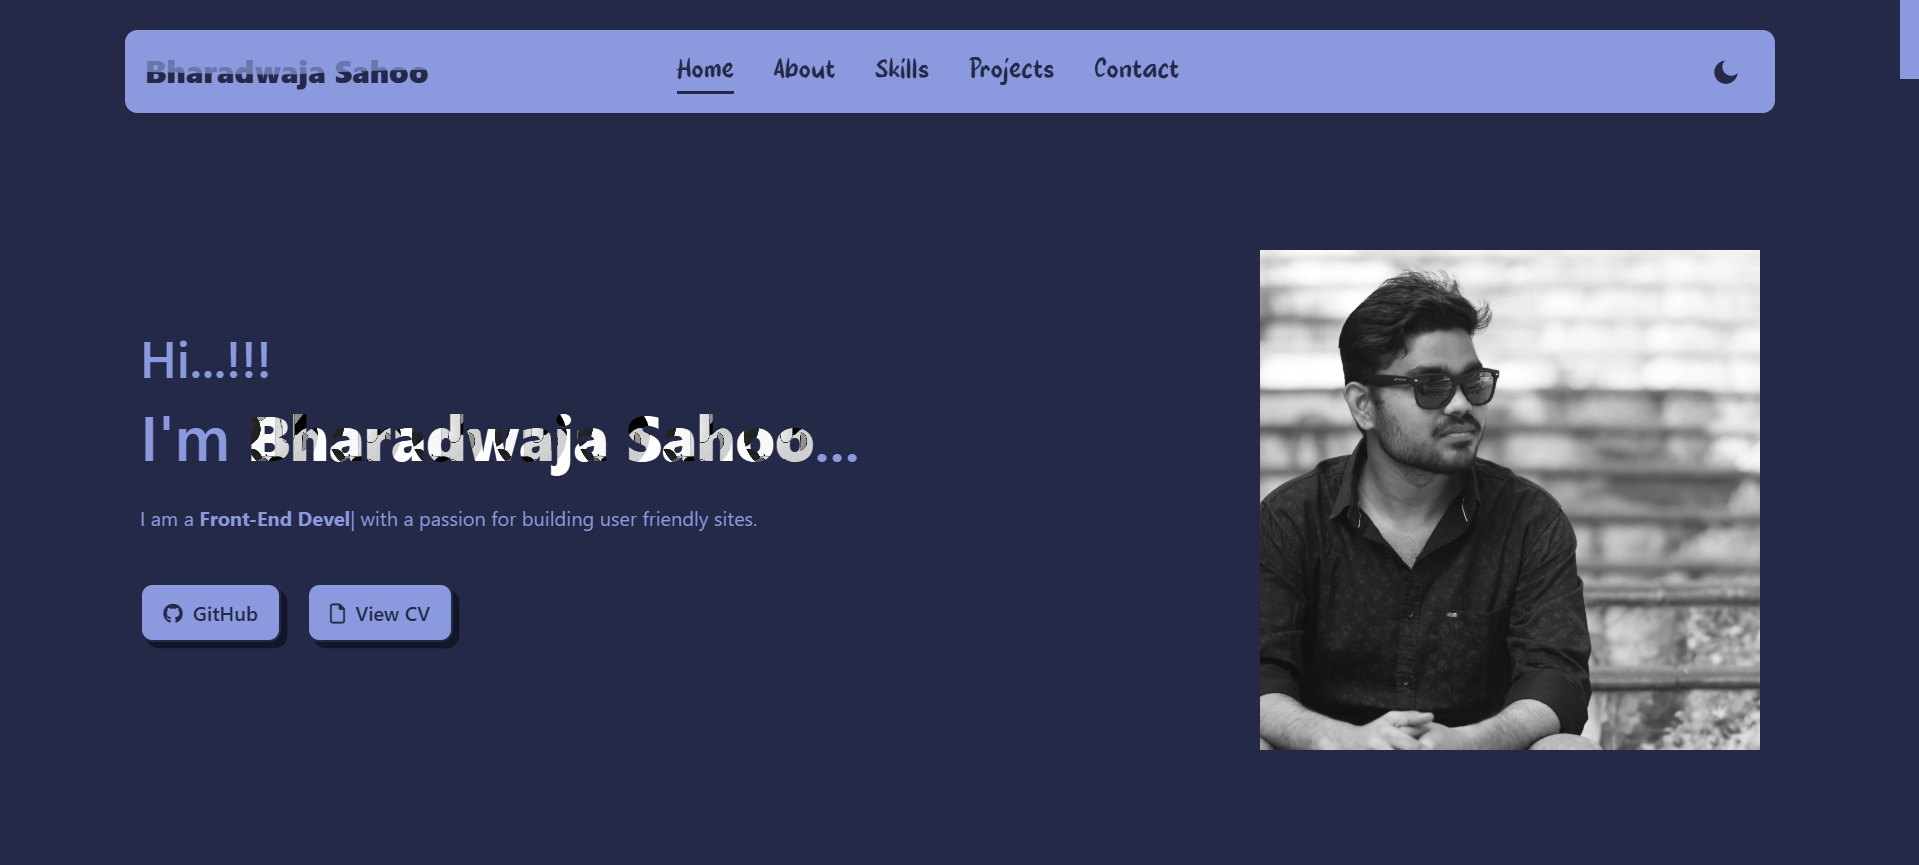 Bharadwaja Sahoo
Home About Skills Projects Contact
Hi...!!!
I'm Bharadwaja Sahoo...
I am a Front-End Devel| with a passion for building user friendly sites.
GitHub View CV